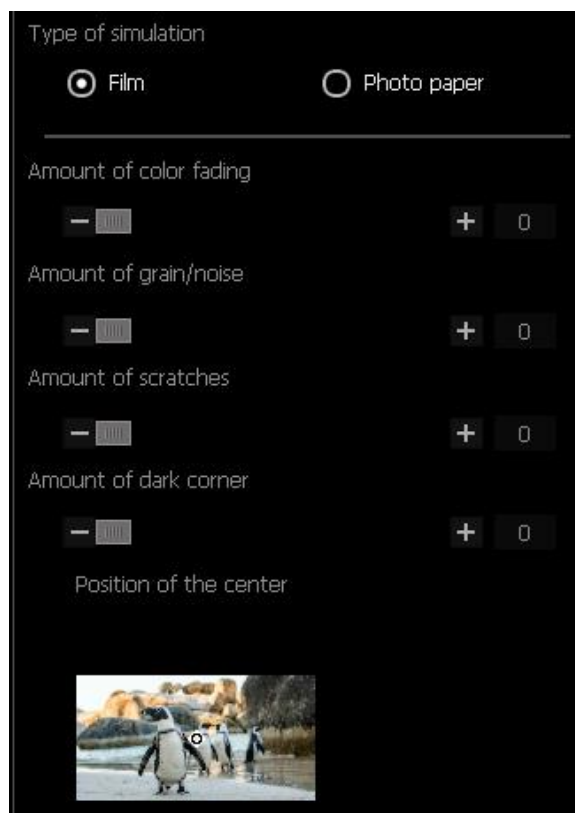 Type of simulation
Film Photo paper
Amount of color fading
− + 0
Amount of grain/noise
− + 0
Amount of scratches
− + 0
Amount of dark corner
− + 0
Position of the center